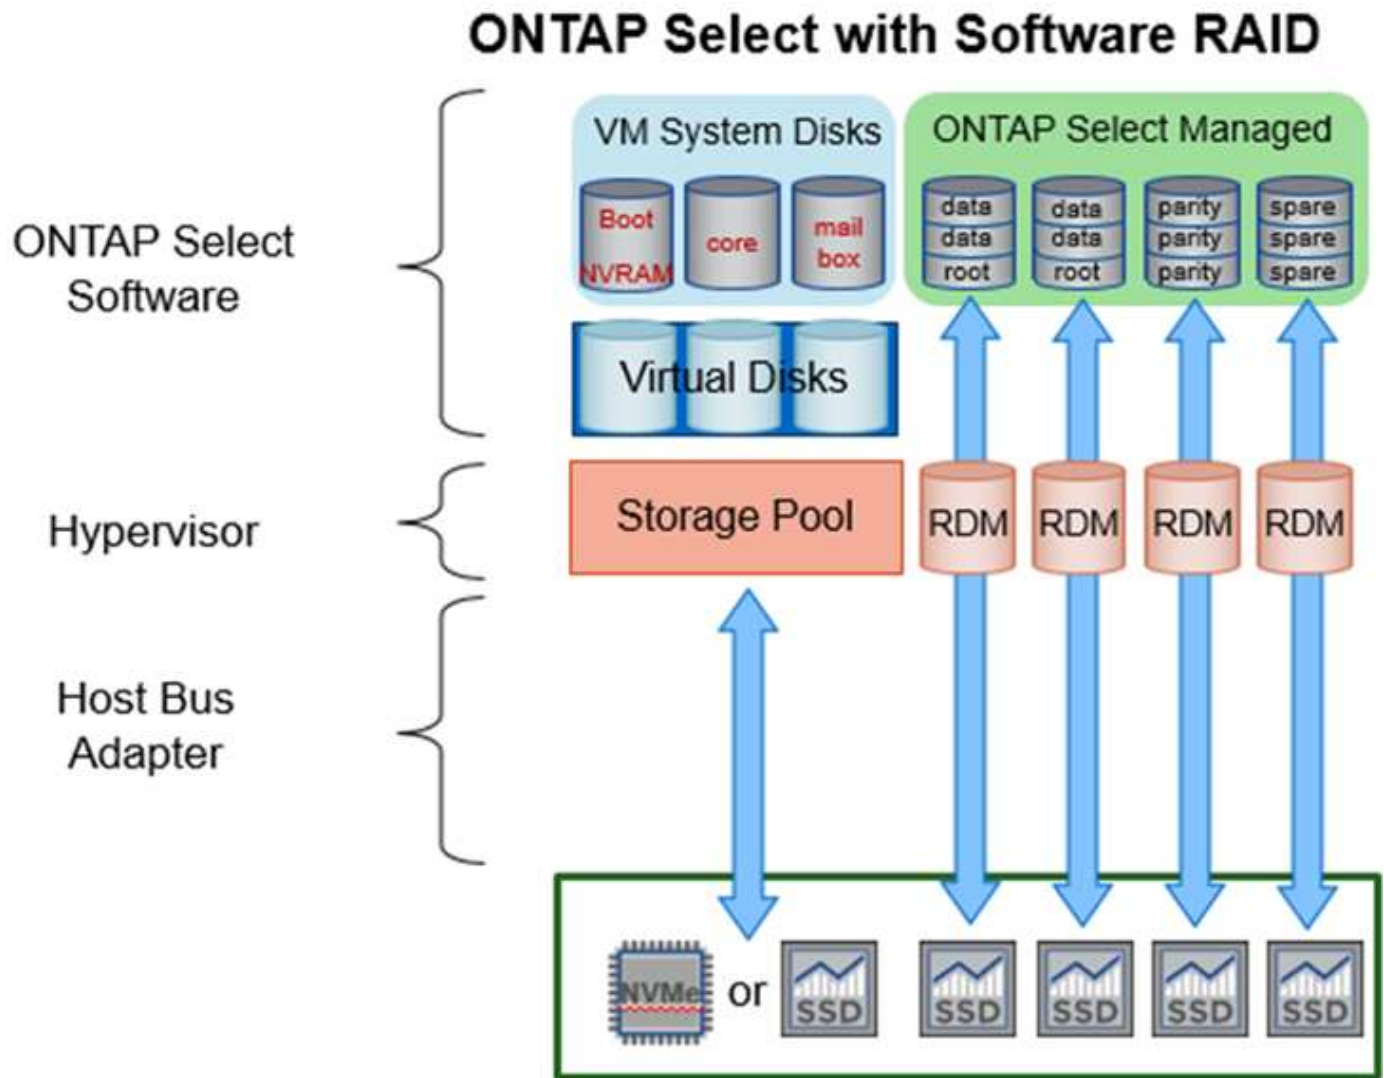 ONTAP Select with Software RAID
ONTAP Select
Software
VM System Disks
Boot
NVRAM
core
mail
box
ONTAP Select Managed
data
data
root
data
data
root
parity
parity
parity
spare
spare
spare
Virtual Disks
Hypervisor
Storage Pool
RDM
RDM
RDM
RDM
Host Bus
Adapter
NVMe
or
SSD
SSD
SSD
SSD
SSD